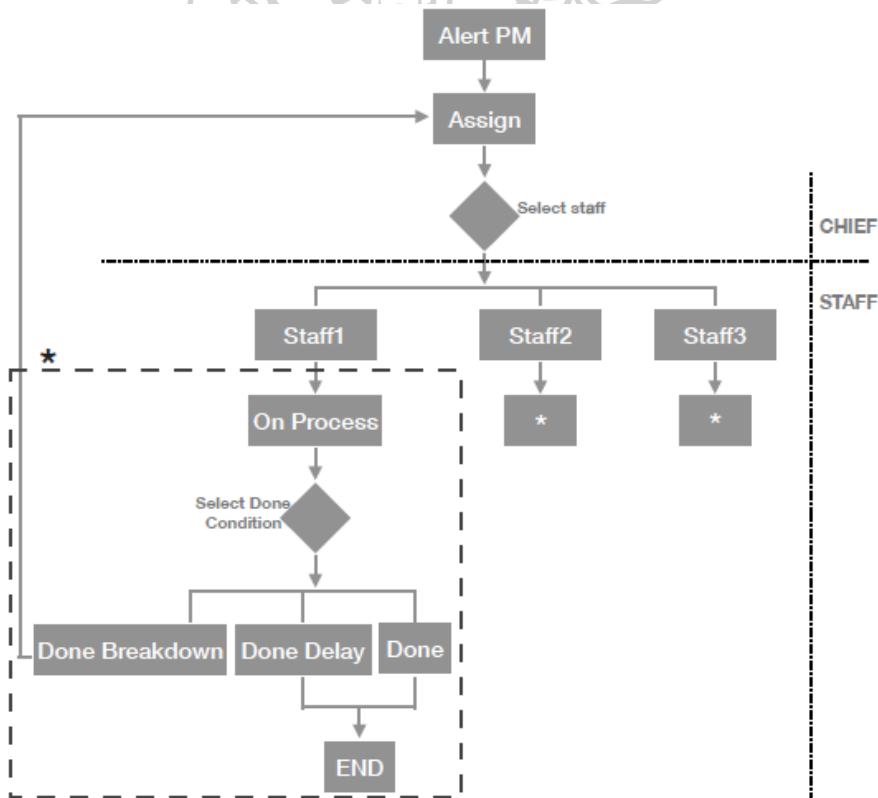 Alert PM
Assign
Select staff
CHIEF
STAFF
Staff1
Staff2
Staff3
*
On Process
*
*
Select Done
Condition
Done Breakdown
Done Delay
Done
END